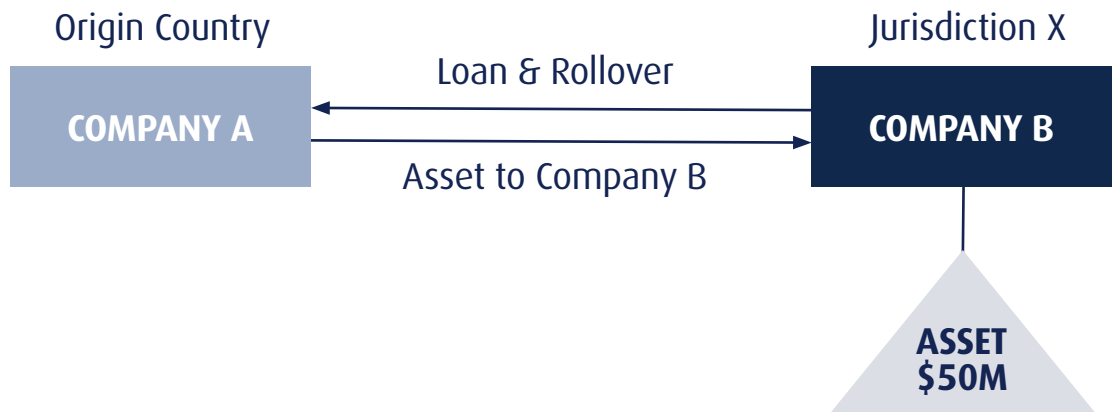 Origin Country
Jurisdiction X
Loan & Rollover
COMPANY A
COMPANY B
Asset to Company B
ASSET
$50M